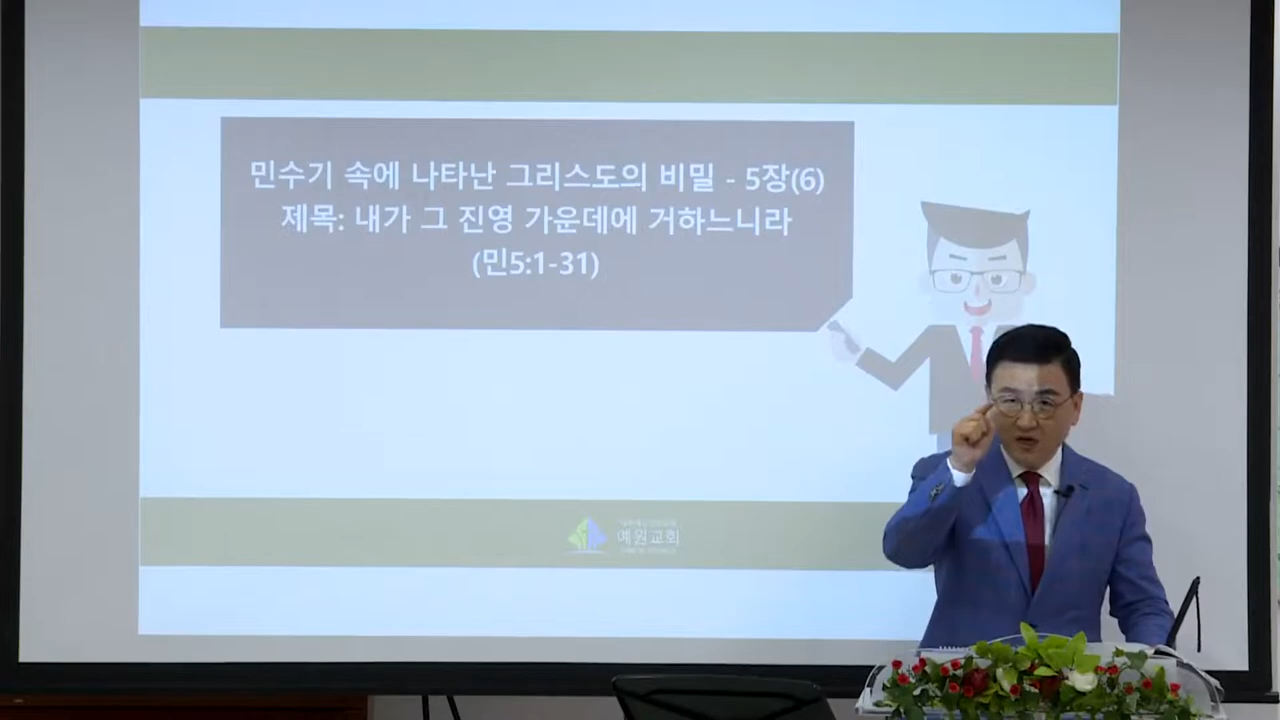 민수기 속에 나타난 그리스도의 비밀 - 5장(6)
제목: 내가 그 진영 가운데에 거하느니라
(민5:1-31)
예원교회